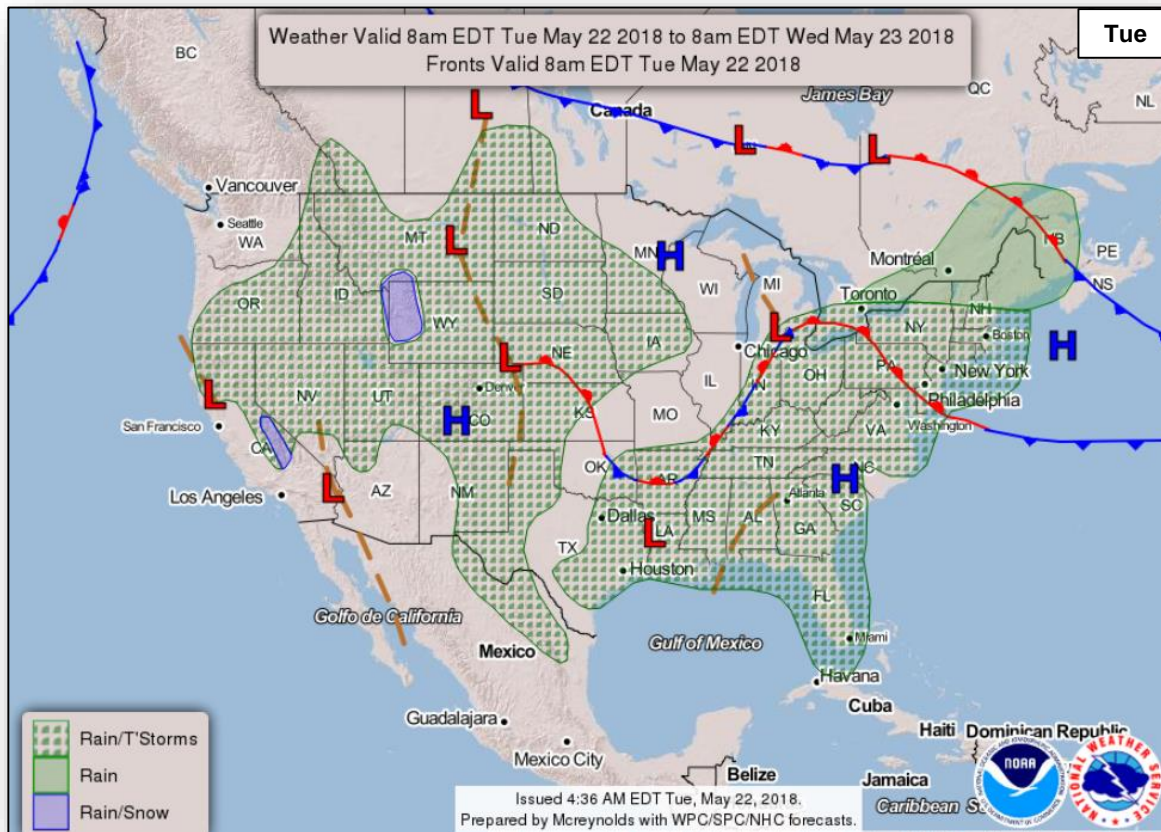 Weather Valid 8am EDT Tue May 22 2018 to 8am EDT Wed May 23 2018
Fronts Valid 8am EDT Tue May 22 2018
Tue
BC
QC
NL
James Bay
Canada
L
L
L
Vancouver
Seattle
WA
MT
ND
MN
H
L
Montréal
NB
PE
NS
OR
ID
WY
SD
WI
MI
Toronto
NH
NY
Boston
H
IA
L
Chicago
NE
L
PA
New York
NV
UT
Denver
CO
H
KS
MO
IL
IN
OH
Philadelphia
Washington
L
San Francisco
CA
KY
VA
Los Angeles
L
AZ
NM
OK
AR
TN
NC
H
SC
Atlanta
Dallas
L
LA
MS
AL
GA
TX
Houston
FL
Miami
Golfo de California
Mexico
Gulf of Mexico
Havana
Cuba
Guadalajara
Mexico City
Haiti
Dominican Republic
Belize
Jamaica
Caribbean
Rain/T'Storms
Rain
Rain/Snow
Issued 4:36 AM EDT Tue, May 22, 2018.
Prepared by Mcreynolds with WPC/SPC/NHC forecasts.
NOAA
NATIONAL WEATHER SERVICE